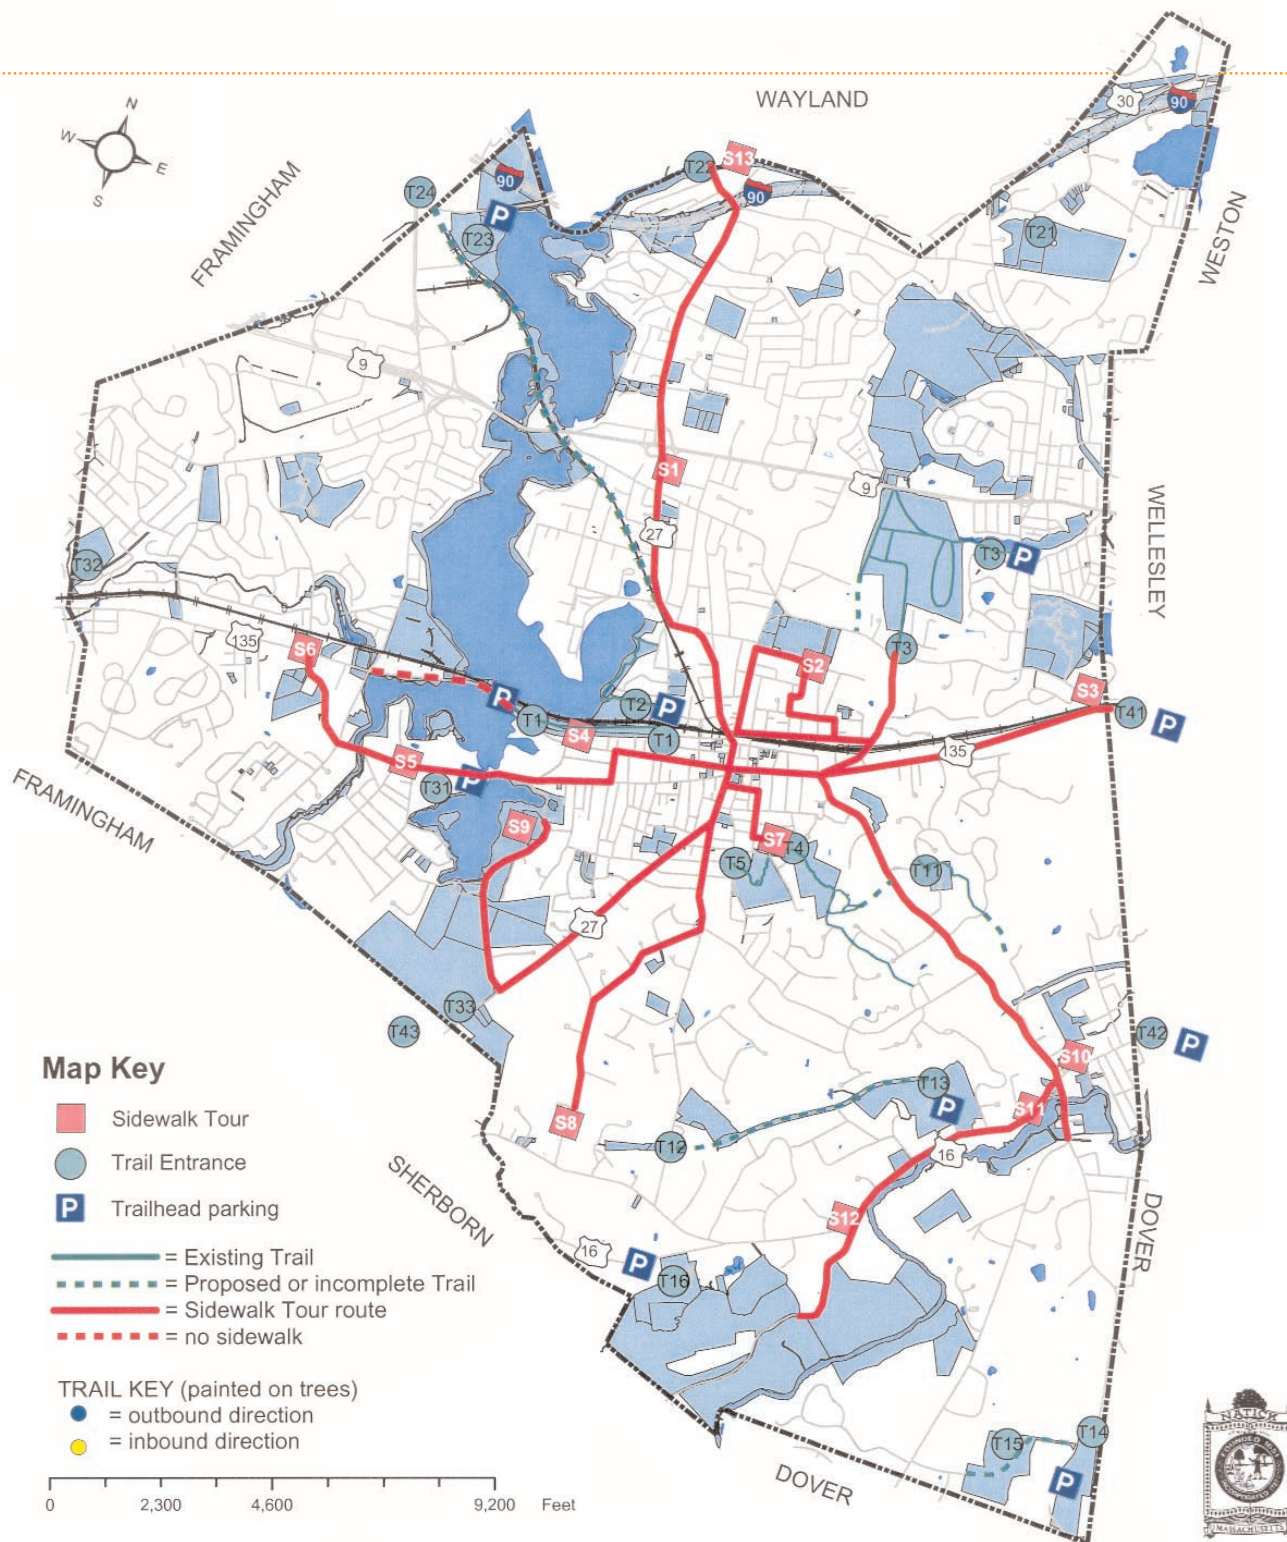 WAYLAND
30
90
N
W
E
S
S13
T22
FRAMINGHAM
90
T24
90
P
WESTON
T23
T21
9
S1
9
WELLESLEY
27
T3
P
T32
135
S6
T3
S2
S3
P
T2
P
T1
S4
T1
T41
P
135
S5
T31
P
FRAMINGHAM
S9
S7
T4
T5
T11
27
T33
T43
T42
P
Map Key
S10
Sidewalk Tour
T13
P
S11
S8
Trail Entrance
T12
16
P Trailhead parking
SHERBORN
S12
DOVER
16
P
T16
= Existing Trail
= Proposed or incomplete Trail
= Sidewalk Tour route
= no sidewalk
TRAIL KEY (painted on trees)
= outbound direction
= inbound direction
T15
T14
P
DOVER
0 2,300 4,600 9,200 Feet
NATICK
MASSACHUSETTS